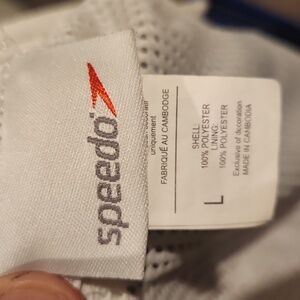 speedo
uniquement
FABRIQUÉ AU CAMBODGE
SHELL:
100% POLYESTER
LINING:
100% POLYESTER
Exclusive of decoration
MADE IN CAMBODIA
L